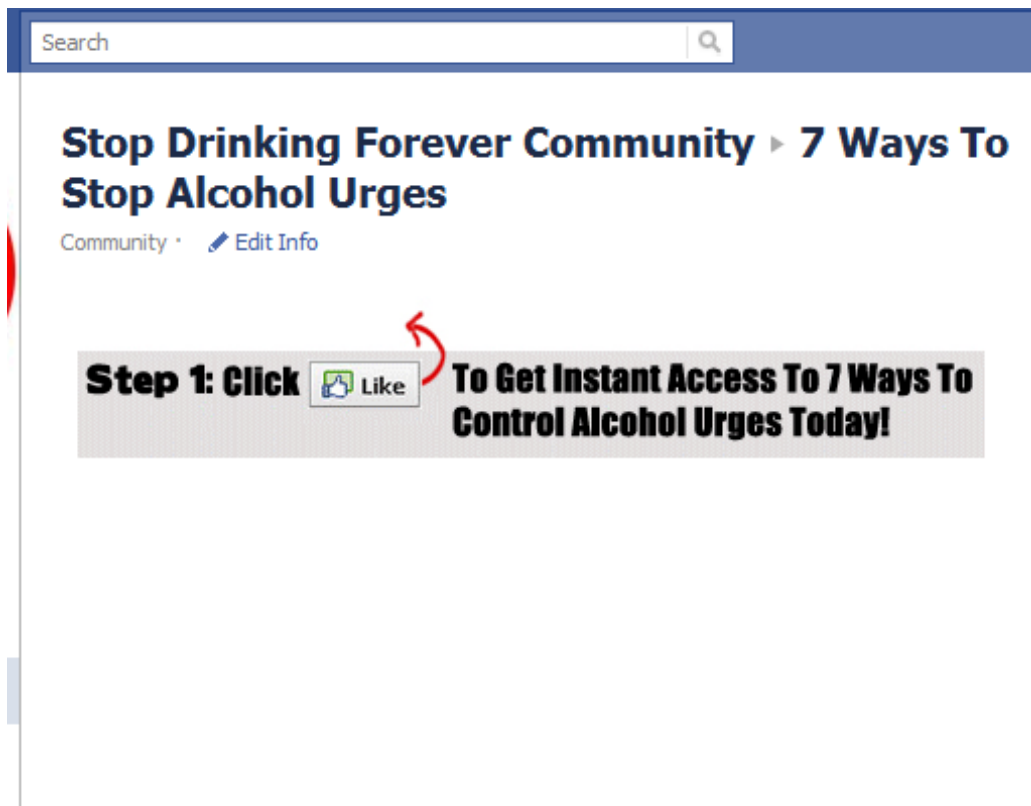 Search
Stop Drinking Forever Community ▸ 7 Ways To
Stop Alcohol Urges
Community · Edit Info
Step 1: Click Like To Get Instant Access To 7 Ways To
Control Alcohol Urges Today!